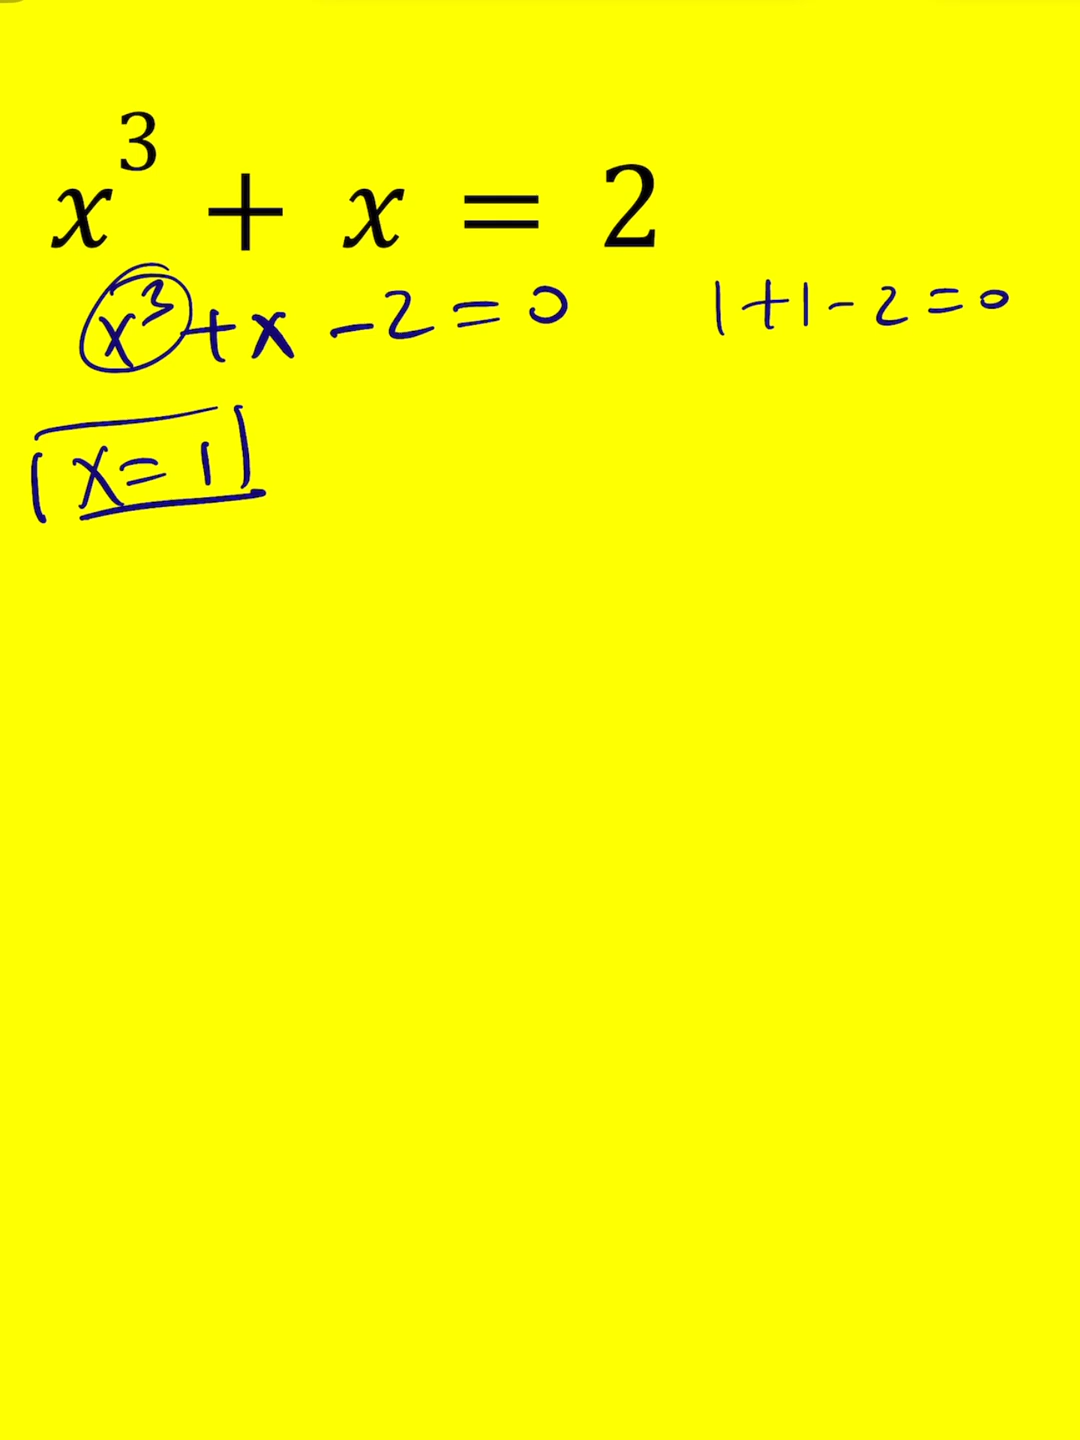 x³ + x = 2
x³ + x - 2 = 0 1 + 1 - 2 = 0
x = 1